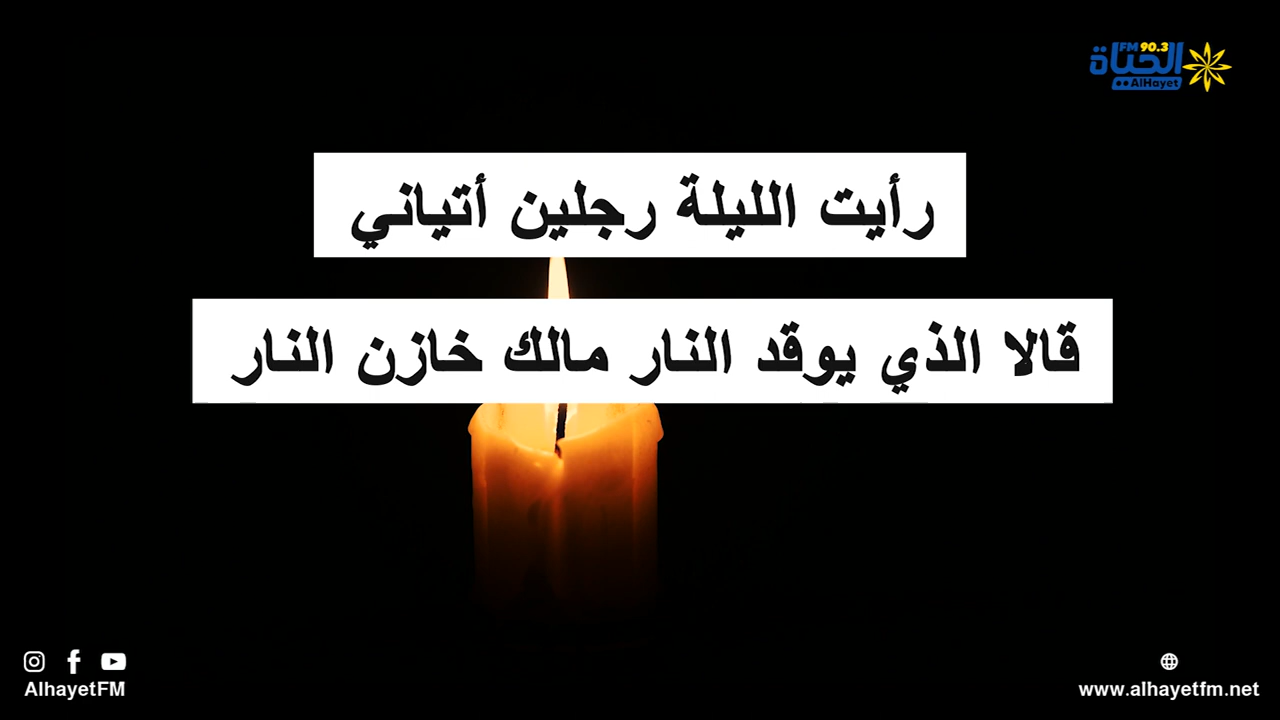 FM 90.3
الحياة
AlHayet
رأيت الليلة رجلين أتياني
قالا الذي يوقد النار مالك خازن النار
AlhayetFM
www.alhayetfm.net